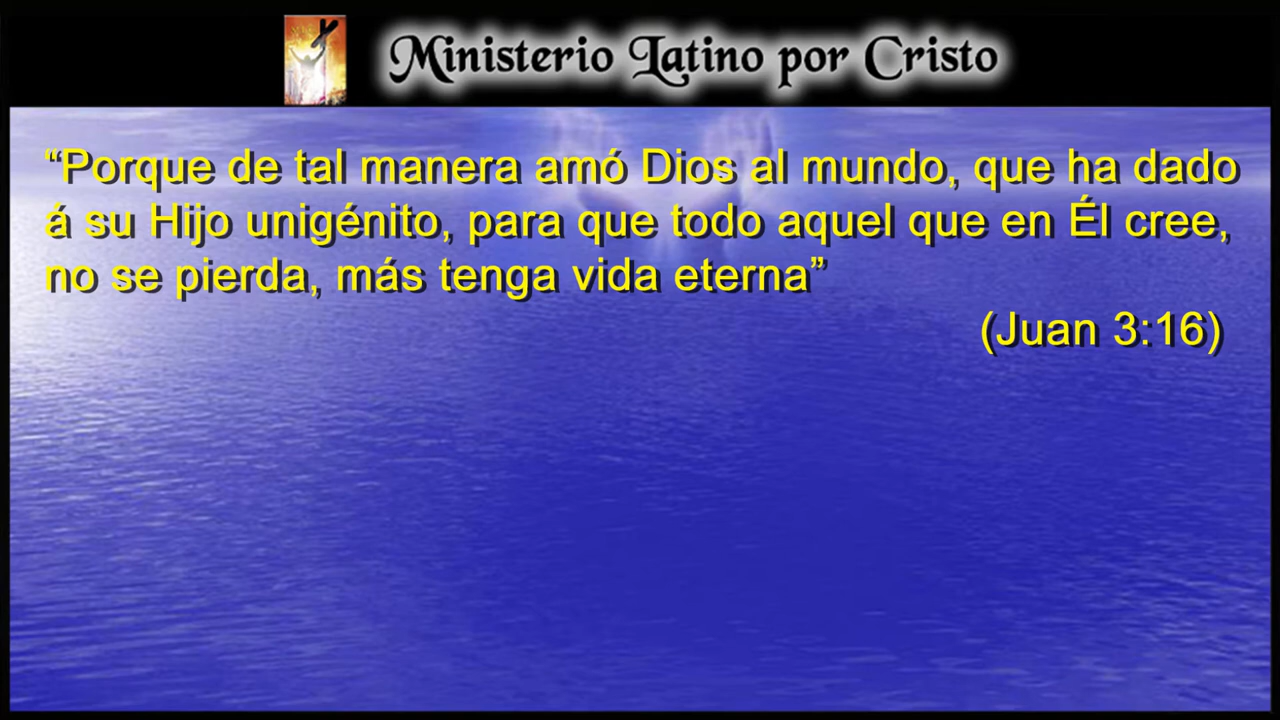 Ministerio Latino por Cristo
“Porque de tal manera amó Dios al mundo, que ha dado
á su Hijo unigénito, para que todo aquel que en Él cree,
no se pierda, más tenga vida eterna”
(Juan 3:16)